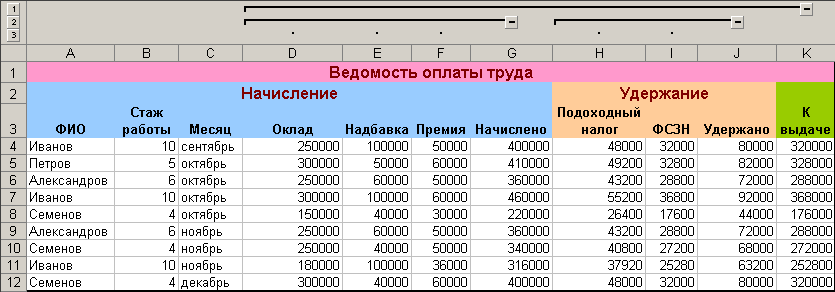 1
2
3
A B C D E F G H I J K
1 Ведомость оплаты труда
2 Начисление Удержание
3 ФИО Стаж работы Месяц Оклад Надбавка Премия Начислено Подоходный налог ФСЗН Удержано К выдаче
4 Иванов 10 сентябрь 250000 100000 50000 400000 48000 32000 80000 320000
5 Петров 5 октябрь 300000 50000 60000 410000 49200 32800 82000 328000
6 Александров 6 октябрь 250000 60000 50000 360000 43200 28800 72000 288000
7 Иванов 10 октябрь 300000 100000 60000 460000 55200 36800 92000 368000
8 Семенов 4 октябрь 150000 40000 30000 220000 26400 17600 44000 176000
9 Александров 6 ноябрь 250000 60000 50000 360000 43200 28800 72000 288000
10 Семенов 4 ноябрь 250000 40000 50000 340000 40800 27200 68000 272000
11 Иванов 10 ноябрь 180000 100000 36000 316000 37920 25280 63200 252800
12 Семенов 4 декабрь 300000 40000 60000 400000 48000 32000 80000 320000